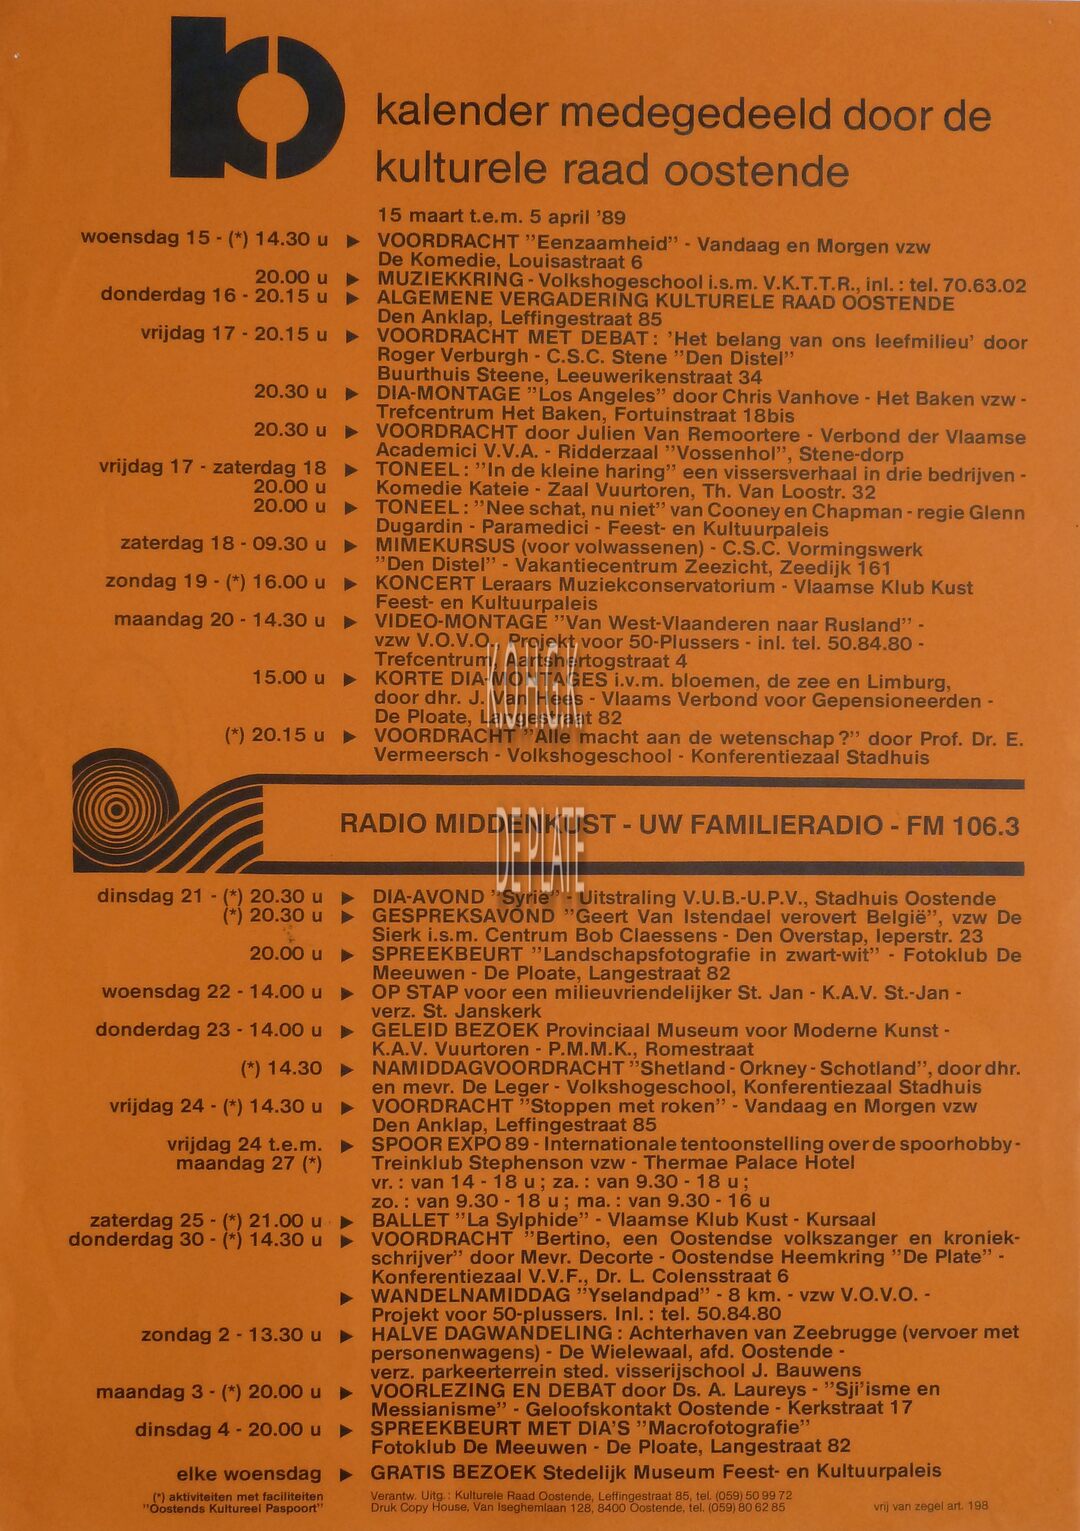 kalender medegedeeld door de
kulturele raad oostende
15 maart t.e.m. 5 april '89
woensdag 15 - (*) 14.30 u ► VOORDRACHT "Eenzaamheid" - Vandaag en Morgen vzw
De Komedie, Louisastraat 6
20.00 u ► MUZIEKKRING - Volkshogeschool i.s.m. V.K.T.T.R., inl. : tel. 70.63.02
donderdag 16 - 20.15 u ► ALGEMENE VERGADERING KULTURELE RAAD OOSTENDE
Den Anklap, Leffingestraat 85
vrijdag 17 - 20.15 u ► VOORDRACHT MET DEBAT : 'Het belang van ons leefmilieu' door
Roger Verburgh - C.S.C. Stene "Den Distel"
Buurthuis Steene, Leeuwerikenstraat 34
20.30 u ► DIA-MONTAGE "Los Angeles" door Chris Vanhove - Het Baken vzw -
Trefcentrum Het Baken, Fortuinstraat 18bis
20.30 u ► VOORDRACHT door Julien Van Remoortere - Verbond der Vlaamse
Academici V.V.A. - Ridderzaal "Vossenhol", Stene-dorp
vrijdag 17 - zaterdag 18 ► TONEEL : "In de kleine haring" een vissersverhaal in drie bedrijven -
20.00 u Komedie Kateie - Zaal Vuurtoren, Th. Van Loostr. 32
20.00 u ► TONEEL : "Nee schat, nu niet" van Cooney en Chapman - regie Glenn
Dugardin - Paramedici - Feest- en Kultuurpaleis
zaterdag 18 - 09.30 u ► MIMEKURSUS (voor volwassenen) - C.S.C. Vormingswerk
"Den Distel" - Vakantiecentrum Zeezicht, Zeedijk 161
zondag 19 - (*) 16.00 u ► KONCERT Leraars Muziekconservatorium - Vlaamse Klub Kust
Feest- en Kultuurpaleis
maandag 20 - 14.30 u ► VIDEO-MONTAGE "Van West-Vlaanderen naar Rusland" -
vzw V.O.V.O. Projekt voor 50-Plussers - inl. tel. 50.84.80 -
Trefcentrum, Aartshertogstraat 4
15.00 u ► KORTE DIA-MONTAGES i.v.m. bloemen, de zee en Limburg,
door dhr. J. Van Hees - Vlaams Verbond voor Gepensioneerden -
De Ploate, Langestraat 82
(*) 20.15 u ► VOORDRACHT "Alle macht aan de wetenschap ?" door Prof. Dr. E.
Vermeersch - Volkshogeschool - Konferentiezaal Stadhuis
KOHGK
DE PLATE
RADIO MIDDENKUST - UW FAMILIERADIO - FM 106.3
dinsdag 21 - (*) 20.30 u ► DIA-AVOND "Syrië" - Uitstraling V.U.B.-U.P.V., Stadhuis Oostende
(*) 20.30 u ► GESPREKSAVOND "Geert Van Istendael verovert België", vzw De
Sierk i.s.m. Centrum Bob Claessens - Den Overstap, Ieperstr. 23
20.00 u ► SPREEKBEURT "Landschapsfotografie in zwart-wit" - Fotoklub De
Meeuwen - De Ploate, Langestraat 82
woensdag 22 - 14.00 u ► OP STAP voor een milieuvriendelijker St. Jan - K.A.V. St.-Jan -
verz. St. Janskerk
donderdag 23 - 14.00 u ► GELEID BEZOEK Provinciaal Museum voor Moderne Kunst -
K.A.V. Vuurtoren - P.M.M.K., Romestraat
(*) 14.30 ► NAMIDDAGVOORDRACHT "Shetland - Orkney - Schotland", door dhr.
en mevr. De Leger - Volkshogeschool, Konferentiezaal Stadhuis
vrijdag 24 - (*) 14.30 u ► VOORDRACHT "Stoppen met roken" - Vandaag en Morgen vzw
Den Anklap, Leffingestraat 85
vrijdag 24 t.e.m. ► SPOOR EXPO 89 - Internationale tentoonstelling over de spoorhobby -
maandag 27 (*) Treinklub Stephenson vzw - Thermae Palace Hotel
vr. : van 14 - 18 u ; za. : van 9.30 - 18 u ;
zo. : van 9.30 - 18 u ; ma. : van 9.30 - 16 u
zaterdag 25 - (*) 21.00 u ► BALLET "La Sylphide" - Vlaamse Klub Kust - Kursaal
donderdag 30 - (*) 14.30 u ► VOORDRACHT "Bertino, een Oostendse volkszanger en kroniek-
schrijver" door Mevr. Decorte - Oostendse Heemkring "De Plate" -
Konferentiezaal V.V.F., Dr. L. Colensstraat 6
► WANDELNAMIDDAG "Yselandpad" - 8 km. - vzw V.O.V.O. -
Projekt voor 50-plussers. Inl. : tel. 50.84.80
zondag 2 - 13.30 u ► HALVE DAGWANDELING : Achterhaven van Zeebrugge (vervoer met
personenwagens) - De Wielewaal, afd. Oostende -
verz. parkeerterrein sted. visserijschool J. Bauwens
maandag 3 - (*) 20.00 u ► VOORLEZING EN DEBAT door Ds. A. Laureys - "Sji'isme en
Messianisme" - Geloofskontakt Oostende - Kerkstraat 17
dinsdag 4 - 20.00 u ► SPREEKBEURT MET DIA'S "Macrofotografie"
Fotoklub De Meeuwen - De Ploate, Langestraat 82
elke woensdag ► GRATIS BEZOEK Stedelijk Museum Feest- en Kultuurpaleis
(*) aktiviteiten met faciliteiten
"Oostends Kultureel Paspoort"
Verantw. Uitg. : Kulturele Raad Oostende, Leffingestraat 85, tel. (059) 50 99 72
Druk Copy House, Van Iseghemlaan 128, 8400 Oostende, tel. (059) 80 62 85
vrij van zegel art. 198